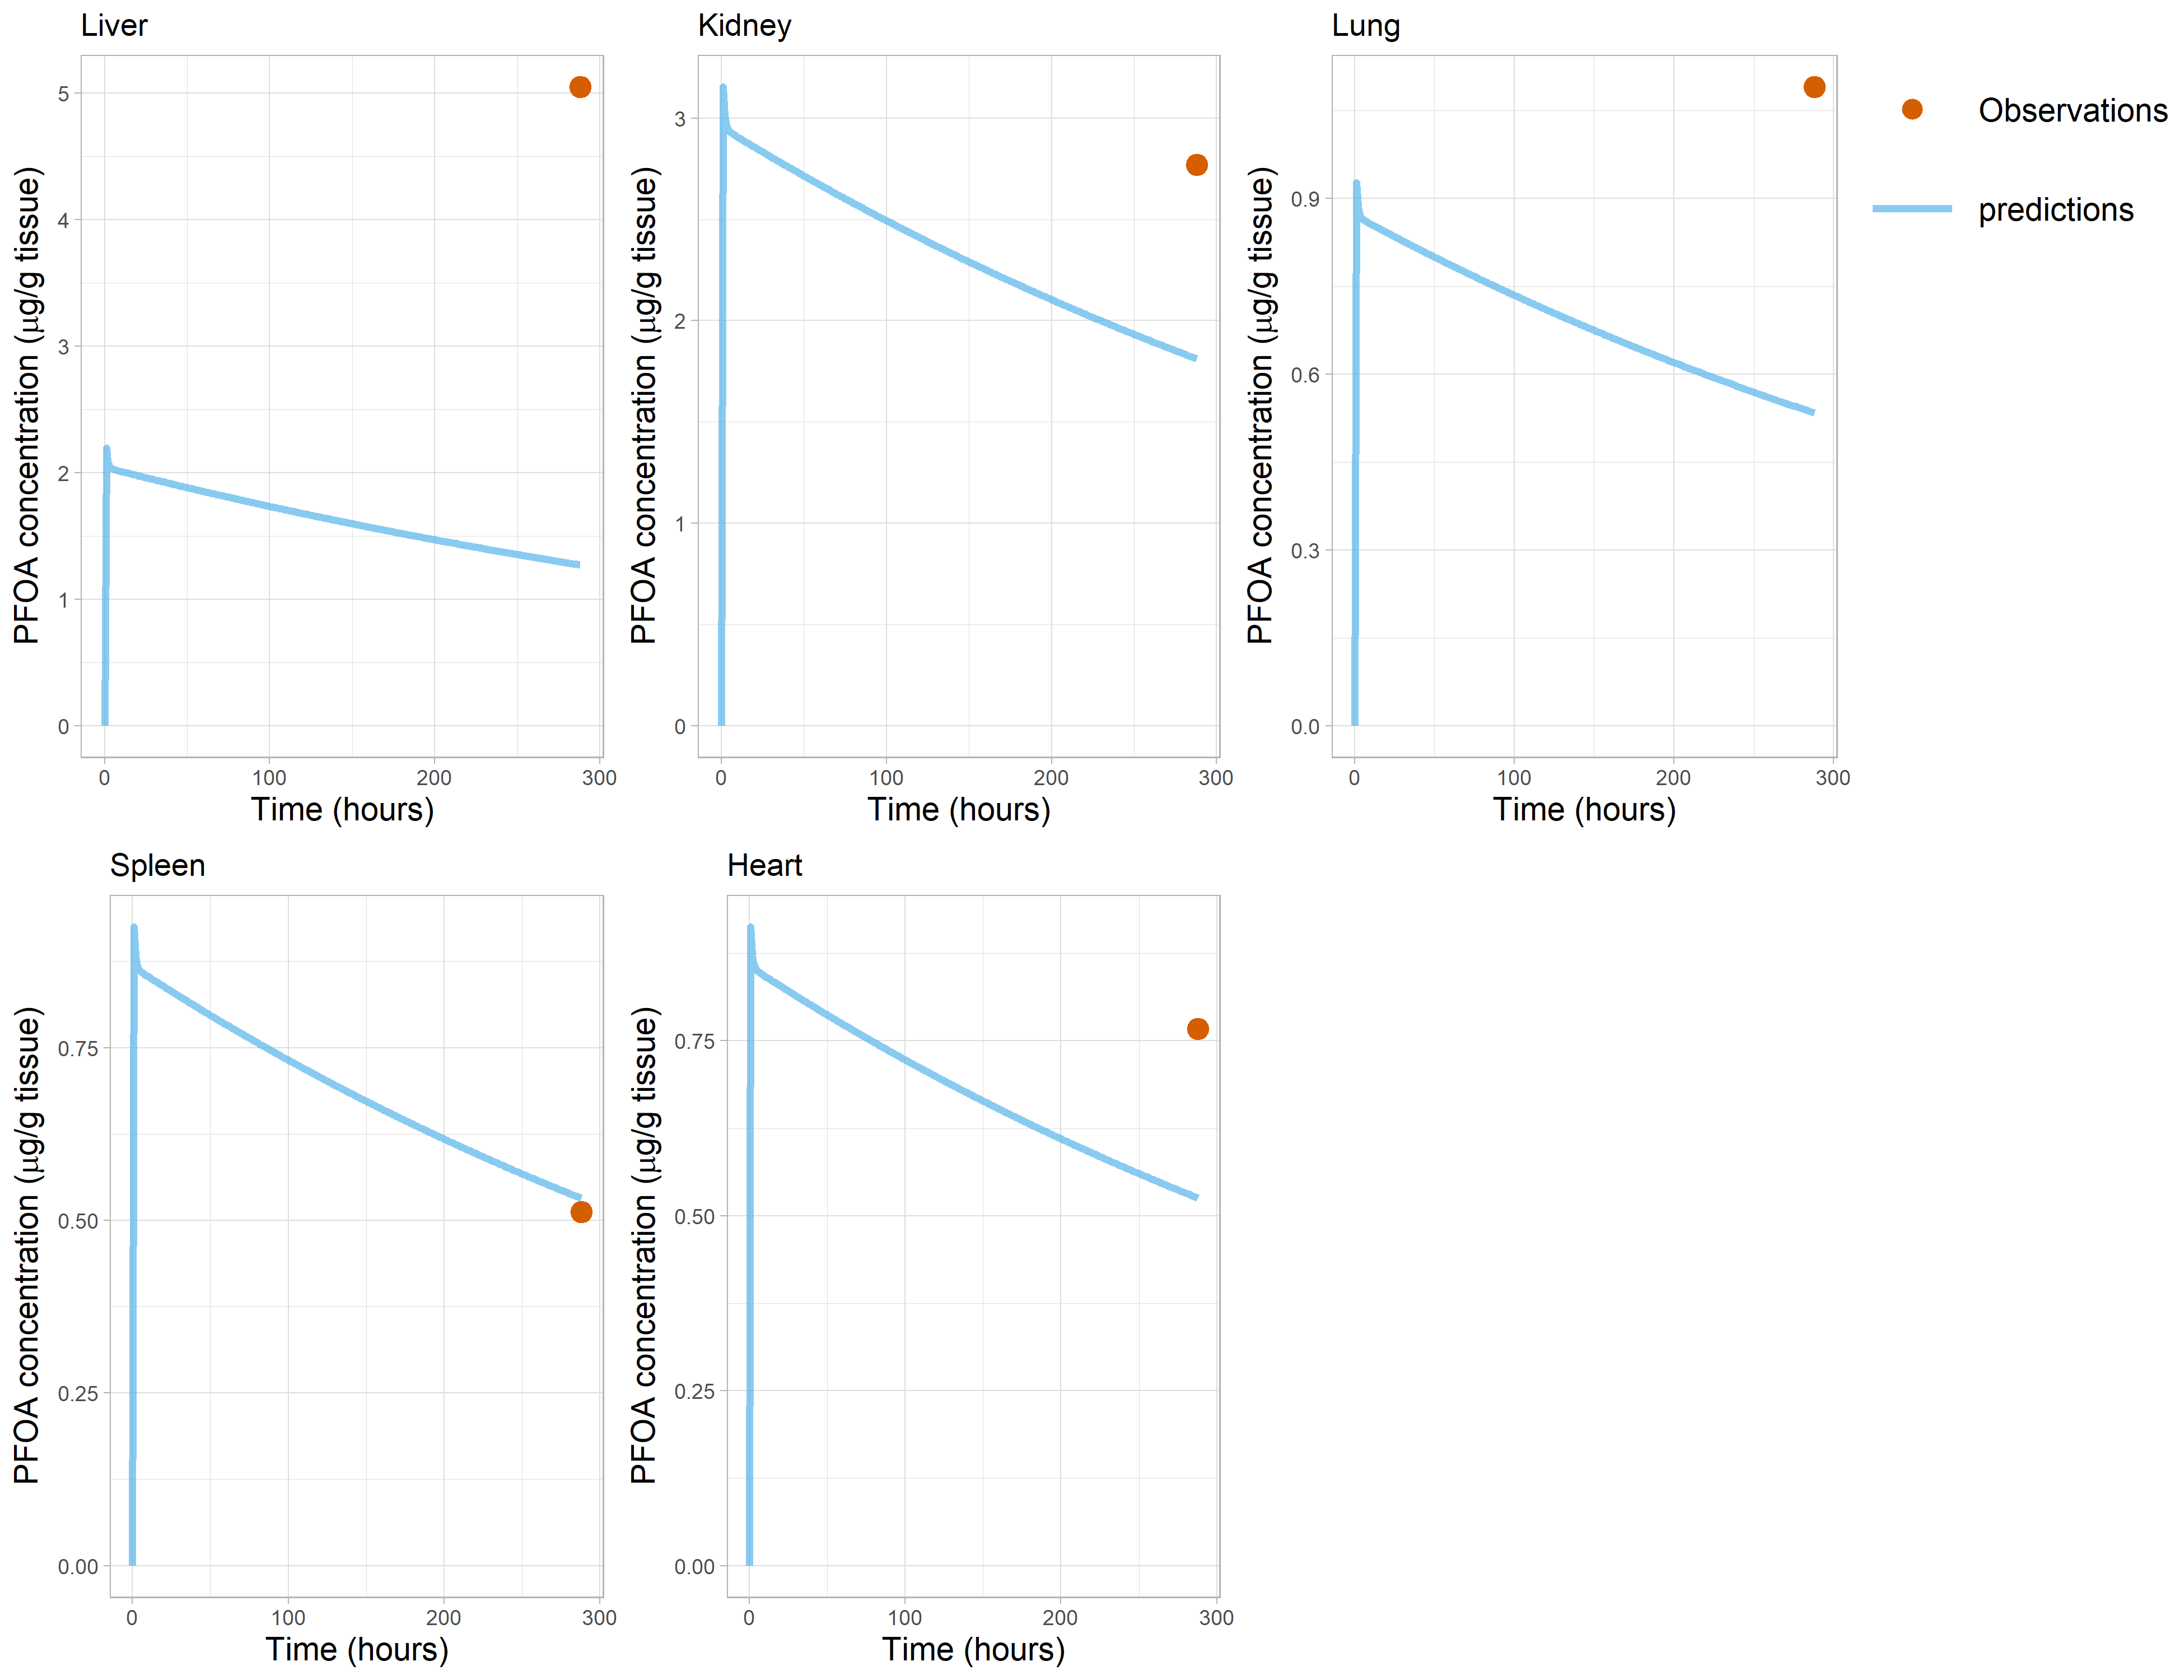 Liver
PFOA concentration (μg/g tissue)
5
4
3
2
1
0
0 100 200 300
Time (hours)
Kidney
PFOA concentration (μg/g tissue)
3
2
1
0
0 100 200 300
Time (hours)
Lung
PFOA concentration (μg/g tissue)
0.9
0.6
0.3
0.0
0 100 200 300
Time (hours)
Observations
predictions
Spleen
PFOA concentration (μg/g tissue)
0.75
0.50
0.25
0.00
0 100 200 300
Time (hours)
Heart
PFOA concentration (μg/g tissue)
0.75
0.50
0.25
0.00
0 100 200 300
Time (hours)